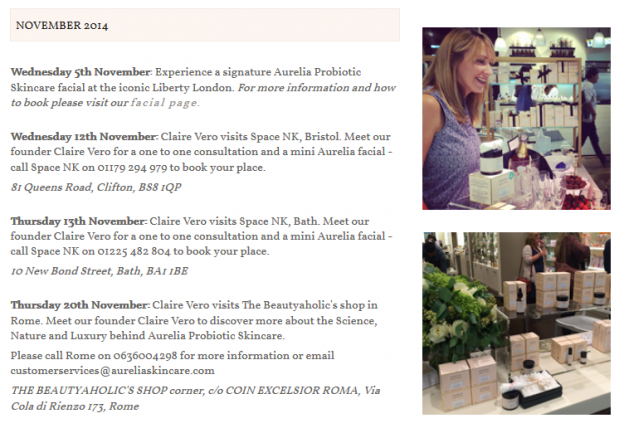 NOVEMBER 2014
Wednesday 5th November: Experience a signature Aurelia Probiotic
Skincare facial at the iconic Liberty London. For more information and how
to book please visit our facial page.
Wednesday 12th November: Claire Vero visits Space NK, Bristol. Meet our
founder Claire Vero for a one to one consultation and a mini Aurelia facial -
call Space NK on 01179 294 979 to book your place.
81 Queens Road, Clifton, BS8 1QP
Thursday 13th November: Claire Vero visits Space NK, Bath. Meet our
founder Claire Vero for a one to one consultation and a mini Aurelia facial -
call Space NK on 01225 482 804 to book your place.
10 New Bond Street, Bath, BA1 1BE
Thursday 20th November: Claire Vero visits The Beautyaholic's shop in
Rome. Meet our founder Claire Vero to discover more about the Science,
Nature and Luxury behind Aurelia Probiotic Skincare.
Please call Rome on 0636004298 for more information or email
customerservices@aureliaskincare.com
THE BEAUTYAHOLIC'S SHOP corner, c/o COIN EXCELSIOR ROMA, Via
Cola di Rienzo 173, Rome